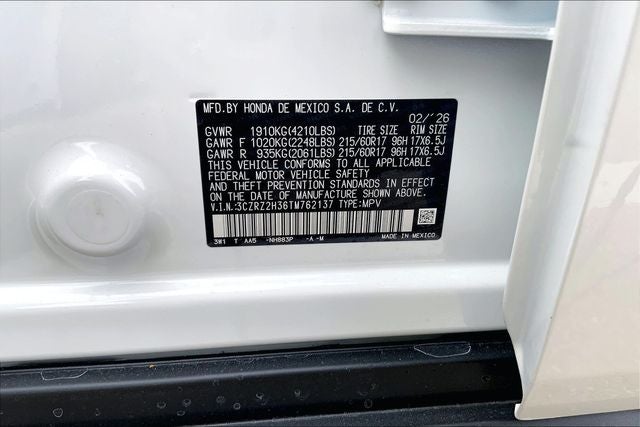 MFD.BY HONDA DE MEXICO S.A. DE C.V.
02/'26
GVWR 1910KG(4210LBS) TIRE SIZE RIM SIZE
GAWR F 1020KG(2248LBS) 215/60R17 96H 17X6.5J
GAWR R 935KG(2061LBS) 215/60R17 96H 17X6.5J
THIS VEHICLE CONFORMS TO ALL APPLICABLE
FEDERAL MOTOR VEHICLE SAFETY
AND THEFT PREVENTION STANDARDS IN EFFECT
ON THE DATE OF MANUFACTURE SHOWN ABOVE.
V.I.N.:3CZRZ2H36TM762137 TYPE:MPV
3W1 T AA5 -NH883P -A -M MADE IN MEXICO